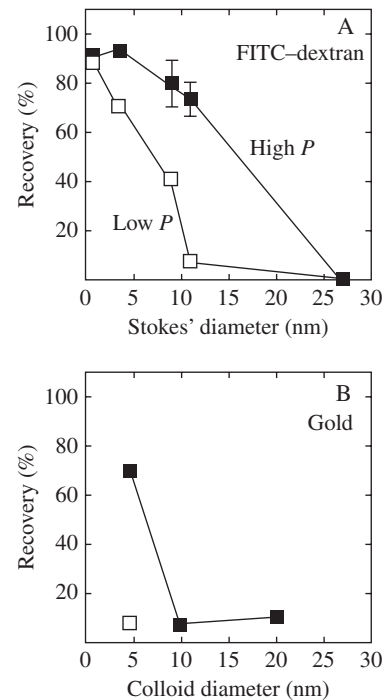 A
FITC–dextran
100
80
60
40
20
Recovery (%)
High P
Low P
0 5 10 15 20 25 30
Stokes’ diameter (nm)
B
Gold
100
80
60
40
20
Recovery (%)
0 5 10 15 20 30
Colloid diameter (nm)